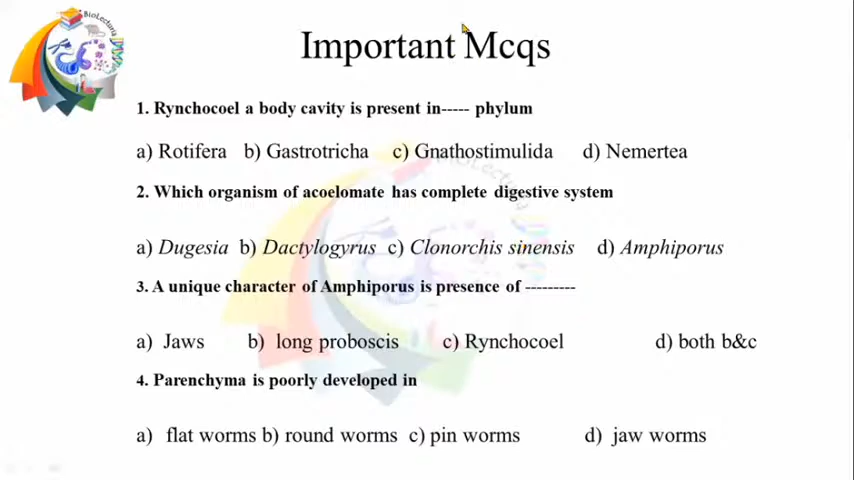 BioLecturia
Important Mcqs
1. Rynchocoel a body cavity is present in----- phylum
a) Rotifera b) Gastrotricha c) Gnathostimulida d) Nemertea
2. Which organism of acoelomate has complete digestive system
a) Dugesia b) Dactylogyrus c) Clonorchis sinensis d) Amphiporus
3. A unique character of Amphiporus is presence of ---------
a) Jaws b) long proboscis c) Rynchocoel d) both b&c
4. Parenchyma is poorly developed in
a) flat worms b) round worms c) pin worms d) jaw worms